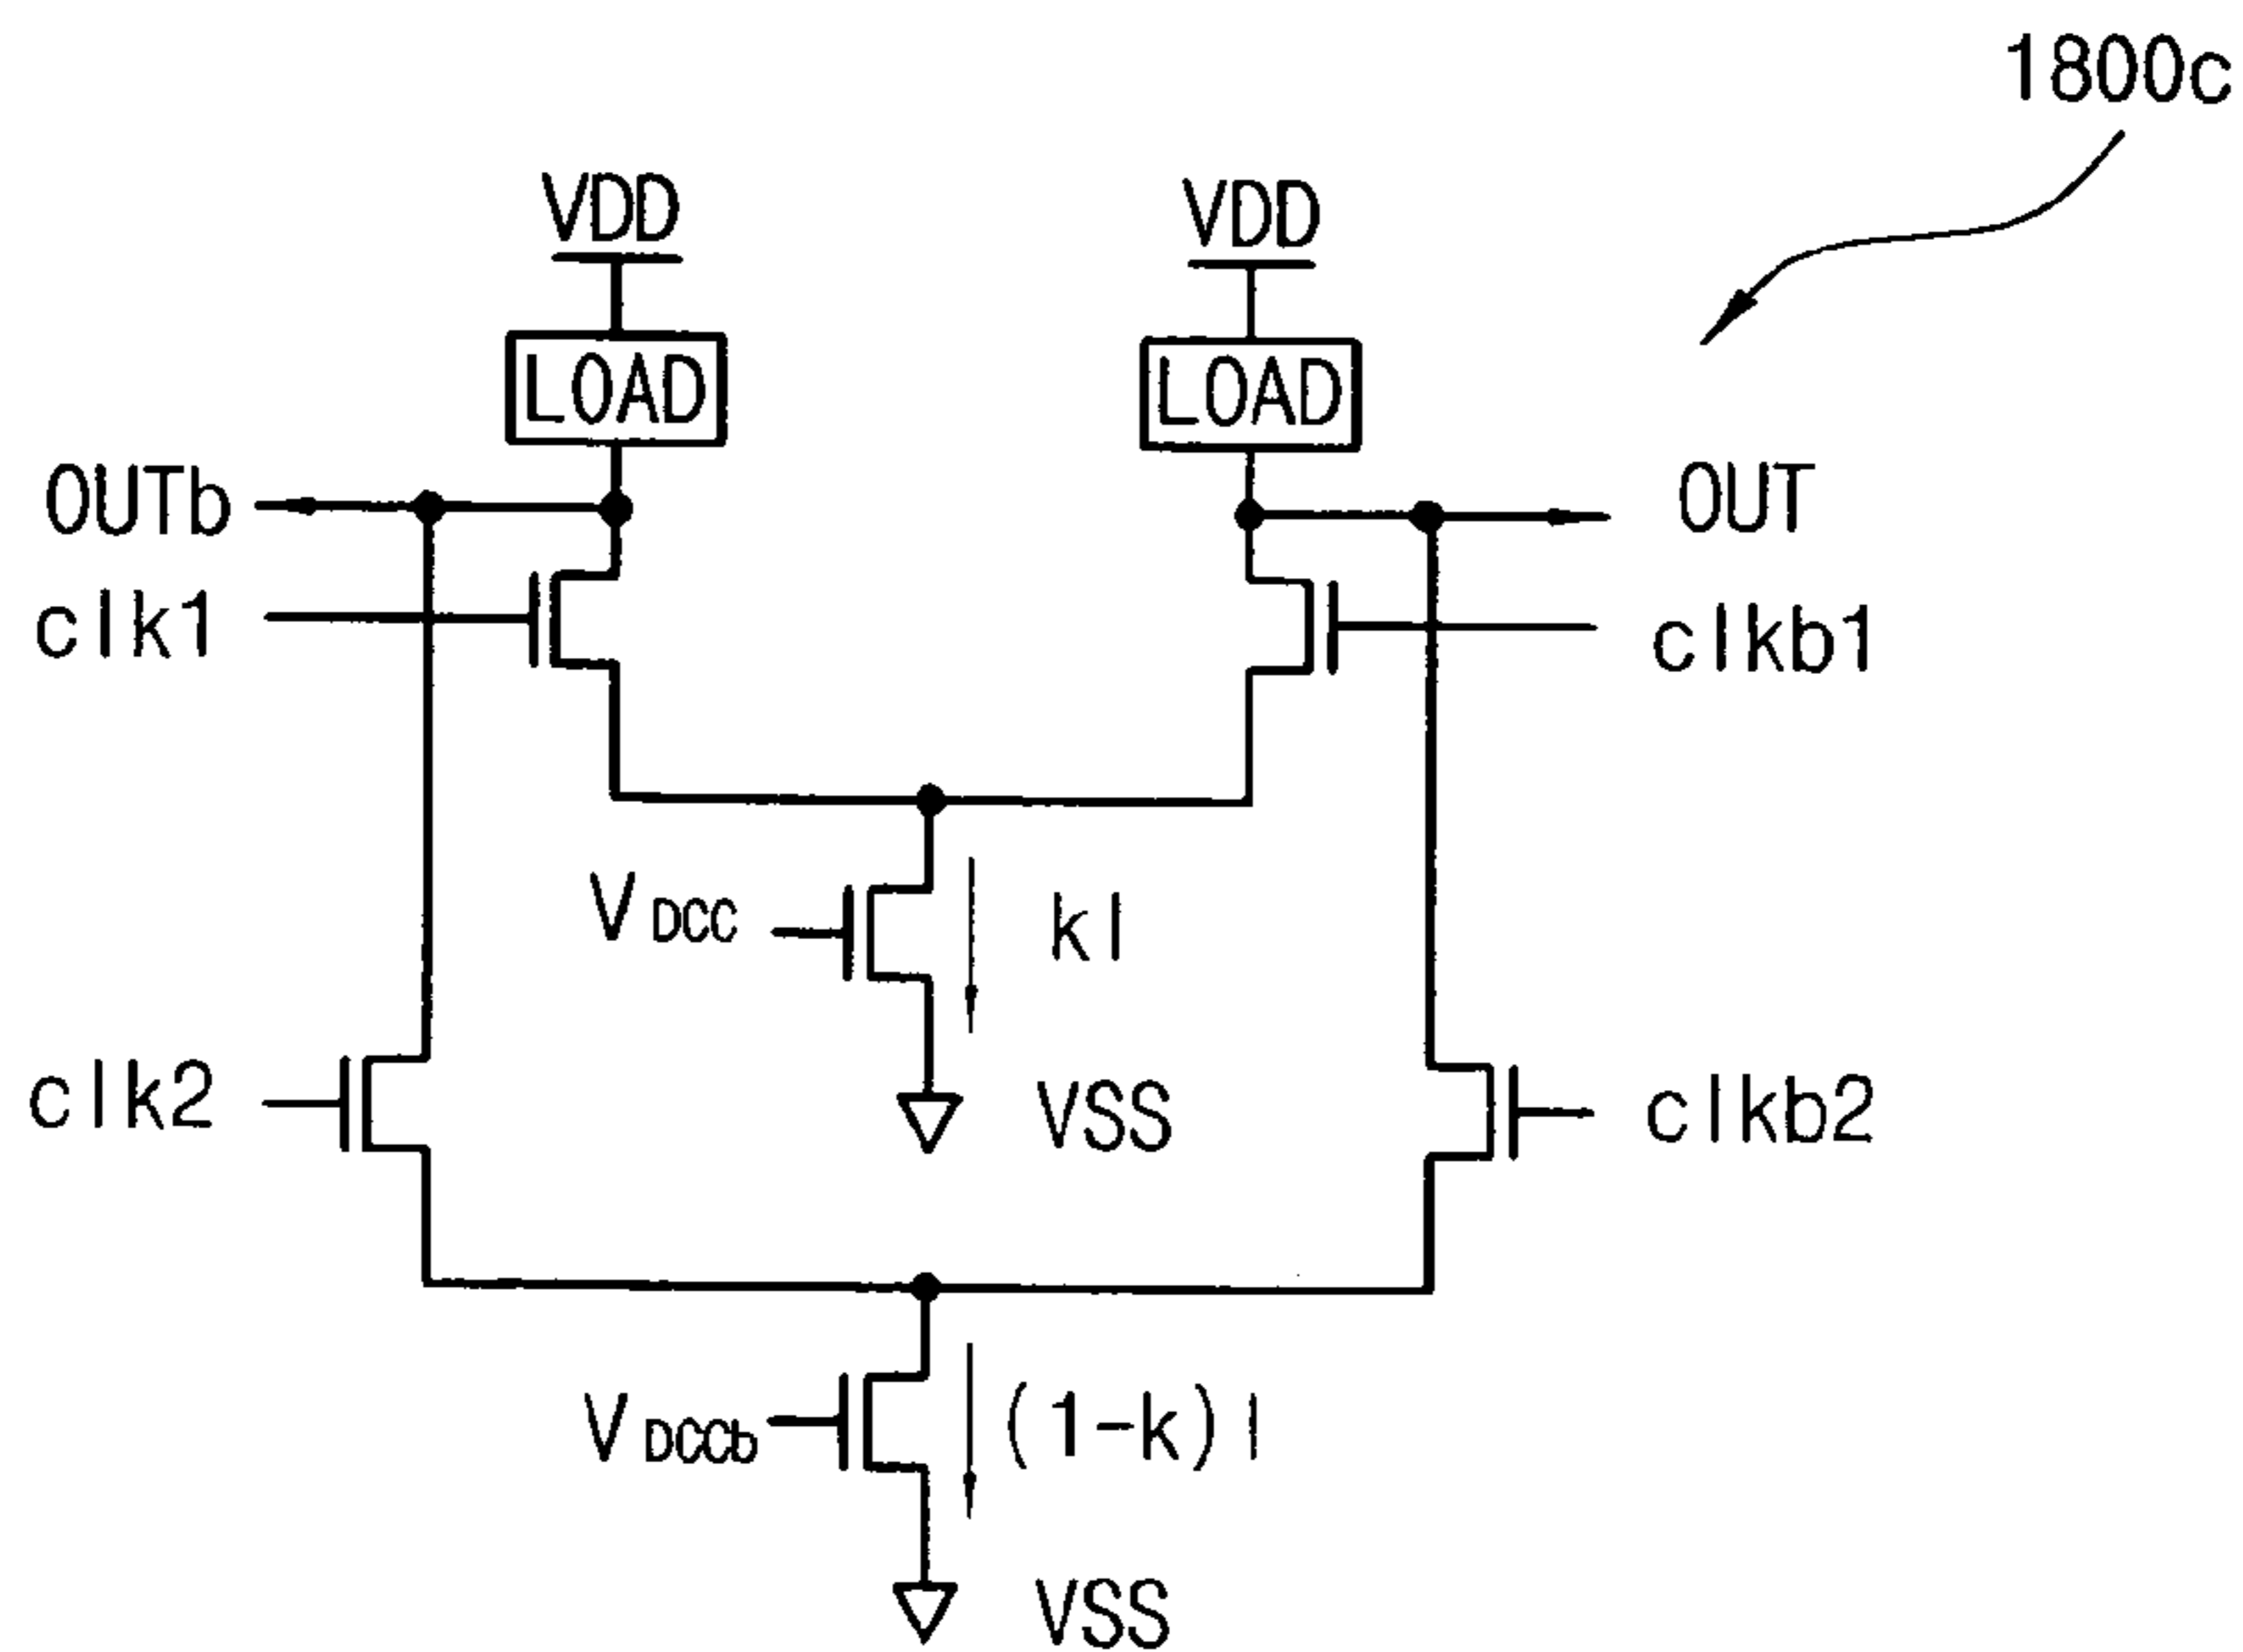 1800c
VDD
VDD
LOAD
LOAD
OUTb
OUT
clk1
clkb1
VDCC
kI
clk2
VSS
clkb2
VDCCb
(1-k)I
VSS